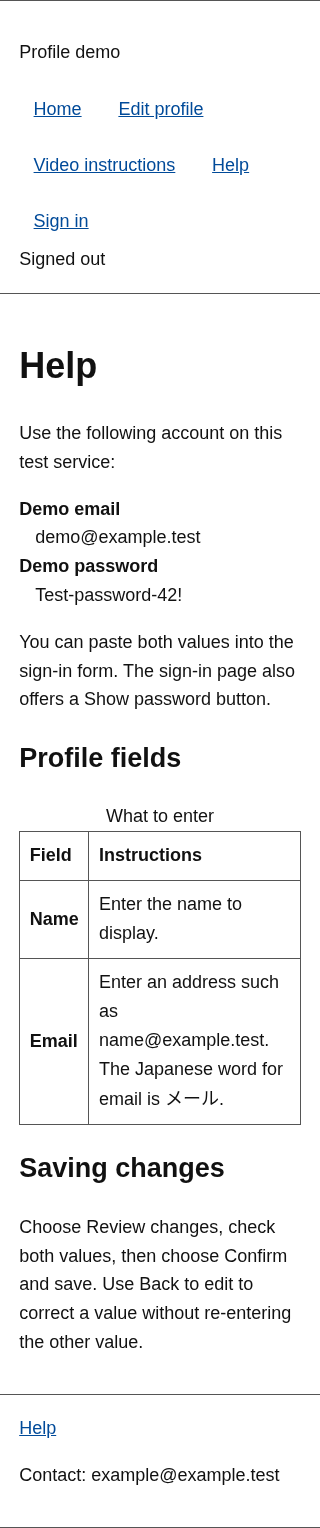 Profile demo
Home Edit profile
Video instructions Help
Sign in
Signed out
Help
Use the following account on this
test service:
Demo email
demo@example.test
Demo password
Test-password-42!
You can paste both values into the
sign-in form. The sign-in page also
offers a Show password button.
Profile fields
What to enter
Field Instructions
Name Enter the name to
display.
Email Enter an address such
as
name@example.test.
The Japanese word for
email is メール.
Saving changes
Choose Review changes, check
both values, then choose Confirm
and save. Use Back to edit to
correct a value without re-entering
the other value.
Help
Contact: example@example.test